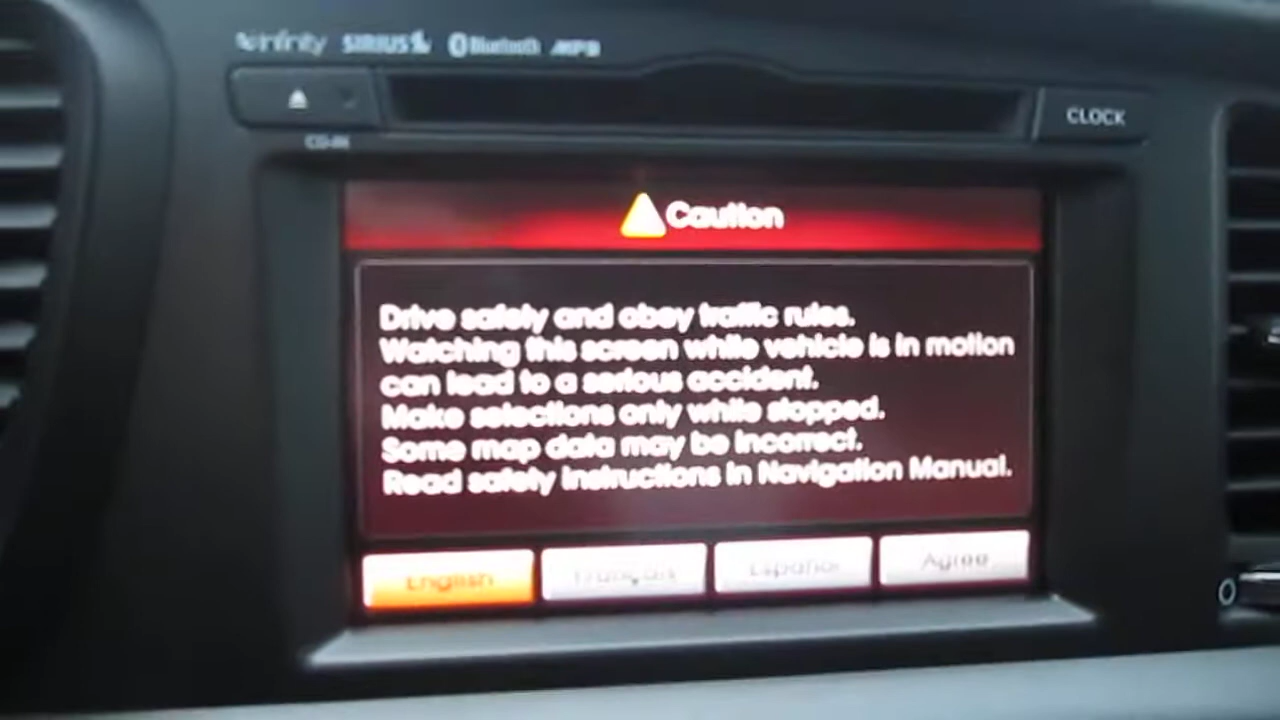 infinity SIRIUS Bluetooth MP3
CLOCK
CD-IN
Caution
Drive safely and obey traffic rules.
Watching this screen while vehicle is in motion
can lead to a serious accident.
Make selections only while stopped.
Some map data may be incorrect.
Read safety instructions in Navigation Manual.
English Français Español Agree